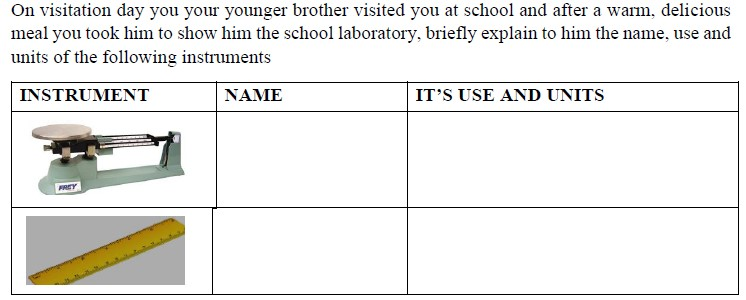 On visitation day you your younger brother visited you at school and after a warm, delicious
meal you took him to show him the school laboratory, briefly explain to him the name, use and
units of the following instruments
INSTRUMENT NAME IT’S USE AND UNITS
FREY